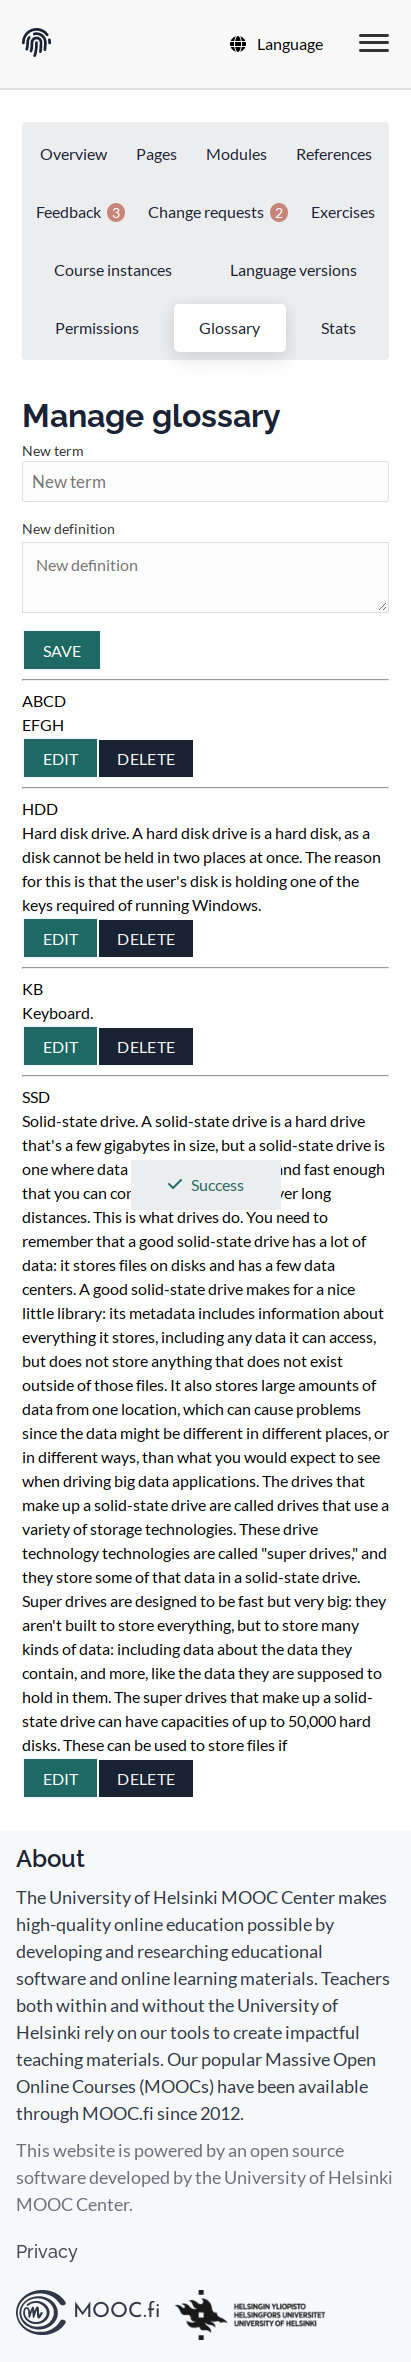 Language
Overview Pages Modules References
Feedback 3 Change requests 2 Exercises
Course instances Language versions
Permissions Glossary Stats
Manage glossary
New term
New term
New definition
New definition
SAVE
ABCD
EFGH
EDIT DELETE
HDD
Hard disk drive. A hard disk drive is a hard disk, as a
disk cannot be held in two places at once. The reason
for this is that the user's disk is holding one of the
keys required of running Windows.
EDIT DELETE
KB
Keyboard.
EDIT DELETE
SSD
Solid-state drive. A solid-state drive is a hard drive
that's a few gigabytes in size, but a solid-state drive is
one where data and fast enough
Success
that you can long
distances. This is what drives do. You need to
remember that a good solid-state drive has a lot of
data: it stores files on disks and has a few data
centers. A good solid-state drive makes for a nice
little library: its metadata includes information about
everything it stores, including any data it can access,
but does not store anything that does not exist
outside of those files. It also stores large amounts of
data from one location, which can cause problems
since the data might be different in different places, or
in different ways, than what you would expect to see
when driving big data applications. The drives that
make up a solid-state drive are called drives that use a
variety of storage technologies. These drive
technology technologies are called "super drives," and
they store some of that data in a solid-state drive.
Super drives are designed to be fast but very big: they
aren't built to store everything, but to store many
kinds of data: including data about the data they
contain, and more, like the data they are supposed to
hold in them. The super drives that make up a solid-
state drive can have capacities of up to 50,000 hard
disks. These can be used to store files if
EDIT DELETE
About
The University of Helsinki MOOC Center makes
high-quality online education possible by
developing and researching educational
software and online learning materials. Teachers
both within and without the University of
Helsinki rely on our tools to create impactful
teaching materials. Our popular Massive Open
Online Courses (MOOCs) have been available
through MOOC.fi since 2012.
This website is powered by an open source
software developed by the University of Helsinki
MOOC Center.
Privacy
MOOC.fi
HELSINGIN YLIOPISTO
HELSINGFORS UNIVERSITET
UNIVERSITY OF HELSINKI